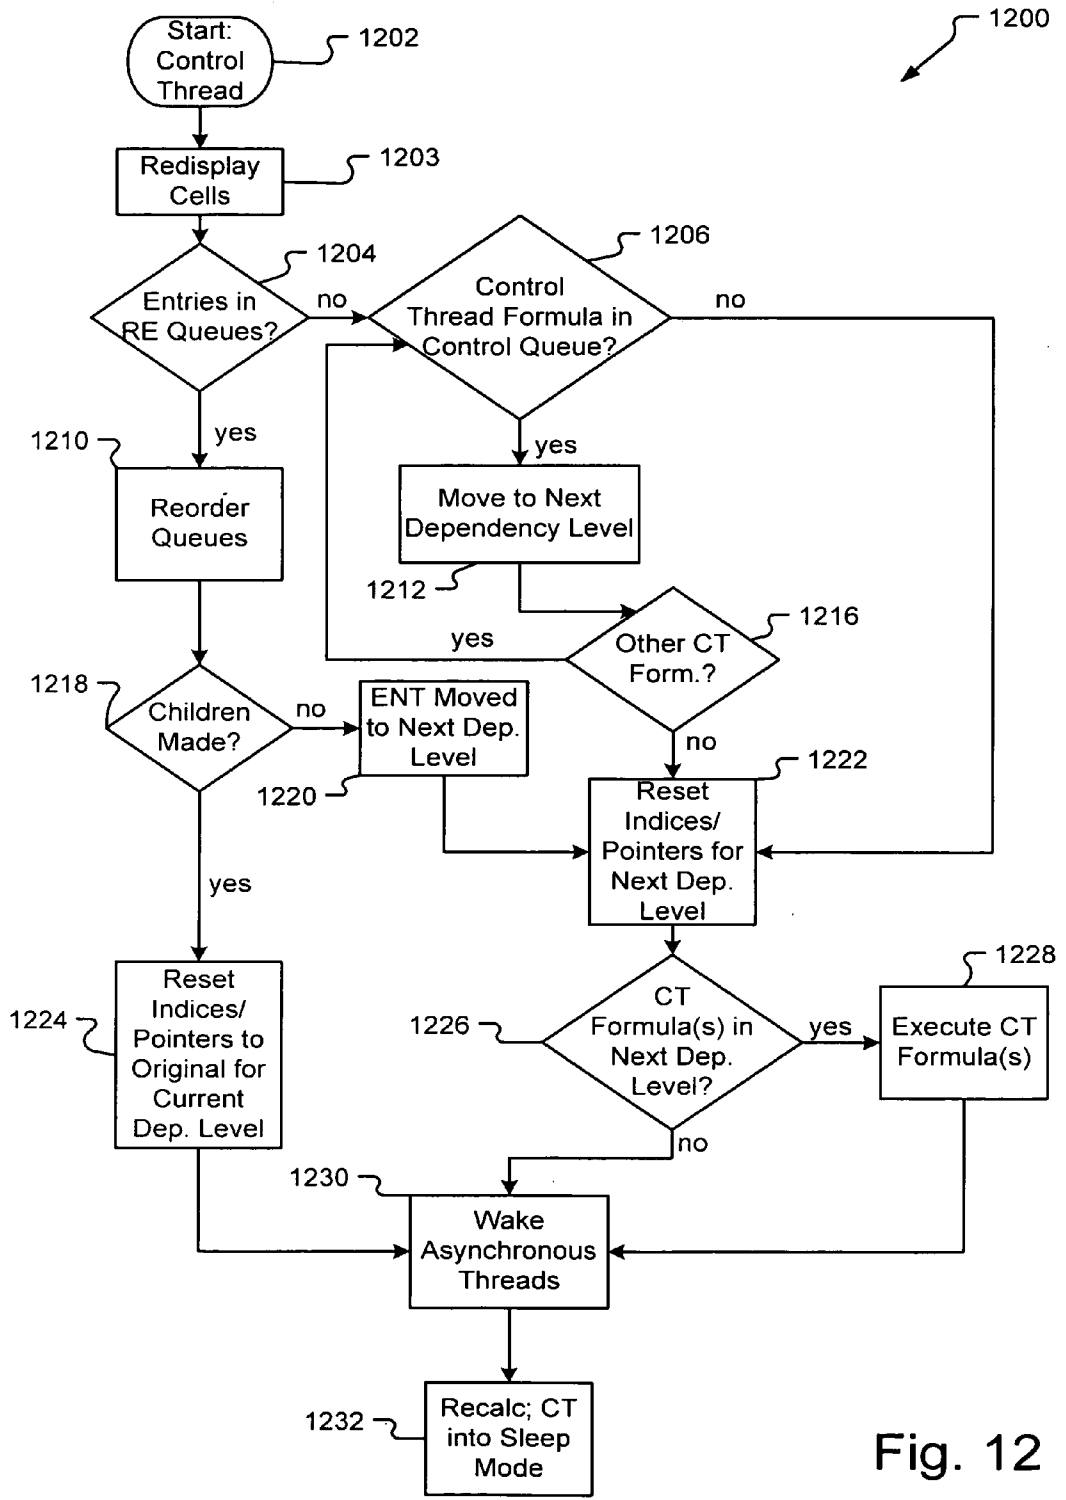 1200
Start:
Control
Thread
1202
Redisplay
Cells
1203
Entries in
RE Queues?
1204
no
yes
Control
Thread Formula in
Control Queue?
1206
no
yes
1210
Reorder
Queues
Move to Next
Dependency Level
1212
Other CT
Form.?
1216
yes
no
1218
Children
Made?
no
yes
ENT Moved
to Next Dep.
Level
1220
Reset
Indices/
Pointers for
Next Dep.
Level
1222
1224
Reset
Indices/
Pointers to
Original for
Current
Dep. Level
1226
CT
Formula(s) in
Next Dep.
Level?
yes
no
Execute CT
Formula(s)
1228
1230
Wake
Asynchronous
Threads
1232
Recalc; CT
into Sleep
Mode
Fig. 12